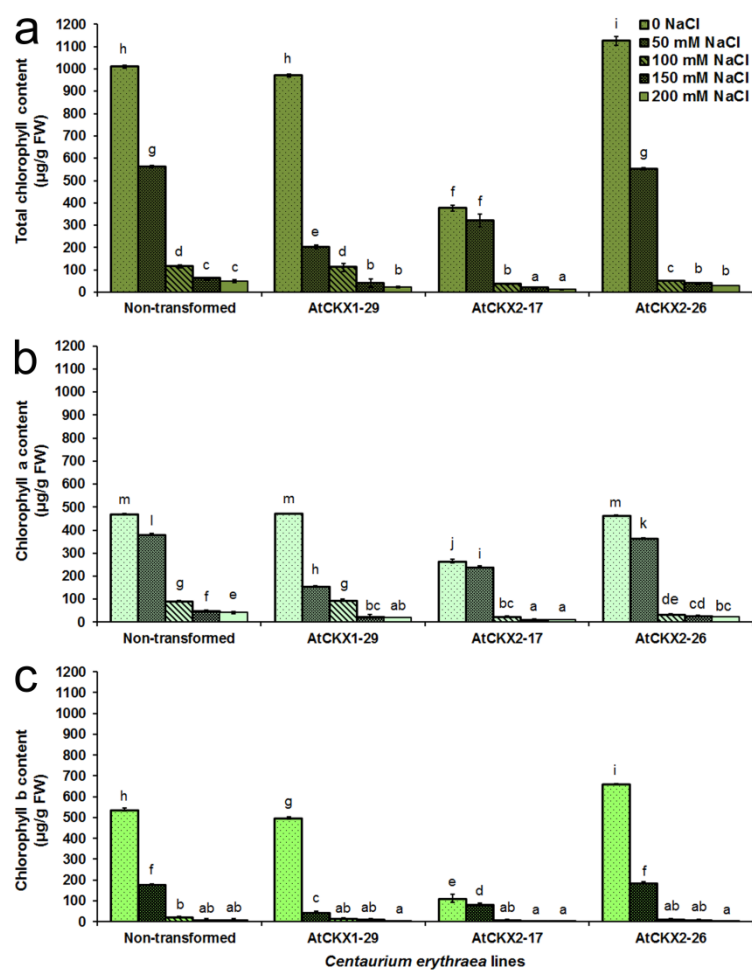 a
Total chlorophyll content
(µg/g FW)
1200
1100
1000
900
800
700
600
500
400
300
200
100
0
0 NaCl
50 mM NaCl
100 mM NaCl
150 mM NaCl
200 mM NaCl
h g d c c
h e d b b
f f b a a
i g c b b
Non-transformed AtCKX1-29 AtCKX2-17 AtCKX2-26
b
Chlorophyll a content
(µg/g FW)
1200
1100
1000
900
800
700
600
500
400
300
200
100
0
m l g f e
m h g bc ab
j i bc a a
m k de cd bc
Non-transformed AtCKX1-29 AtCKX2-17 AtCKX2-26
c
Chlorophyll b content
(µg/g FW)
1200
1100
1000
900
800
700
600
500
400
300
200
100
0
h f b ab ab
g c ab ab a
e d ab a a
i f ab ab a
Non-transformed AtCKX1-29 AtCKX2-17 AtCKX2-26
Centaurium erythraea lines